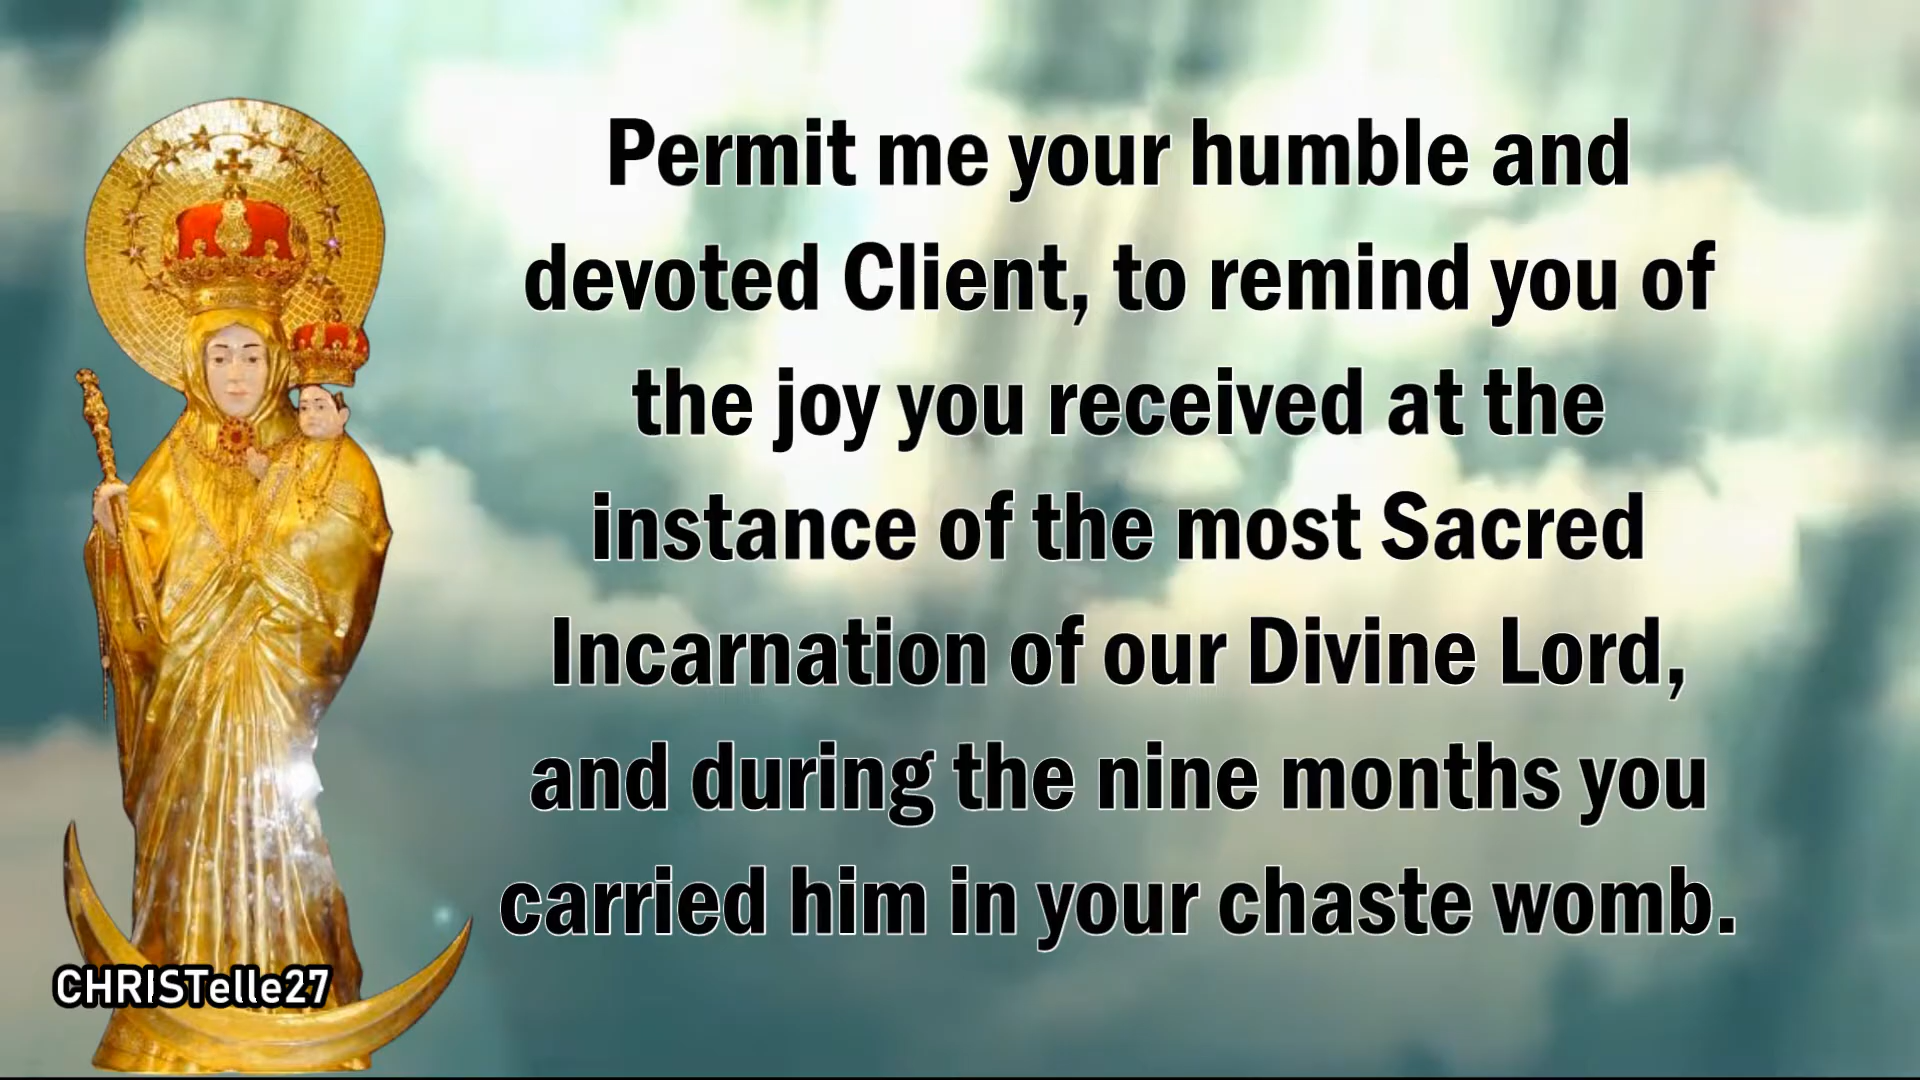 Permit me your humble and
devoted Client, to remind you of
the joy you received at the
instance of the most Sacred
Incarnation of our Divine Lord,
and during the nine months you
carried him in your chaste womb.
CHRISTelle27